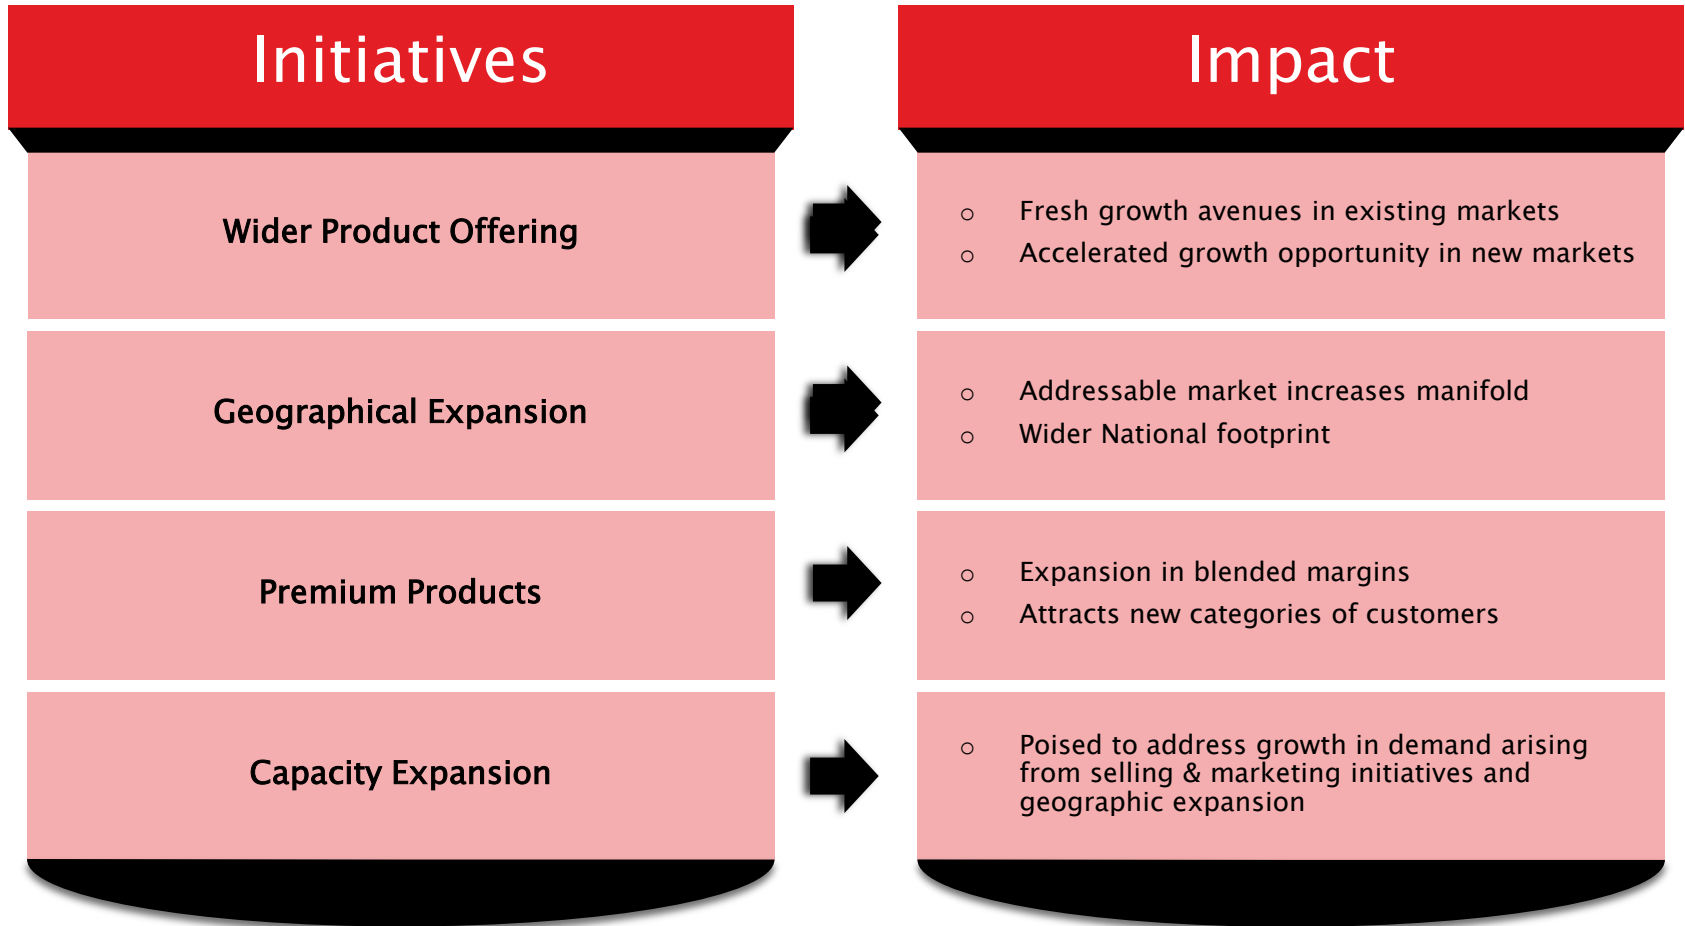 Initiatives
Impact
Wider Product Offering
○ Fresh growth avenues in existing markets
○ Accelerated growth opportunity in new markets
Geographical Expansion
○ Addressable market increases manifold
○ Wider National footprint
Premium Products
○ Expansion in blended margins
○ Attracts new categories of customers
Capacity Expansion
○ Poised to address growth in demand arising
from selling & marketing initiatives and
geographic expansion